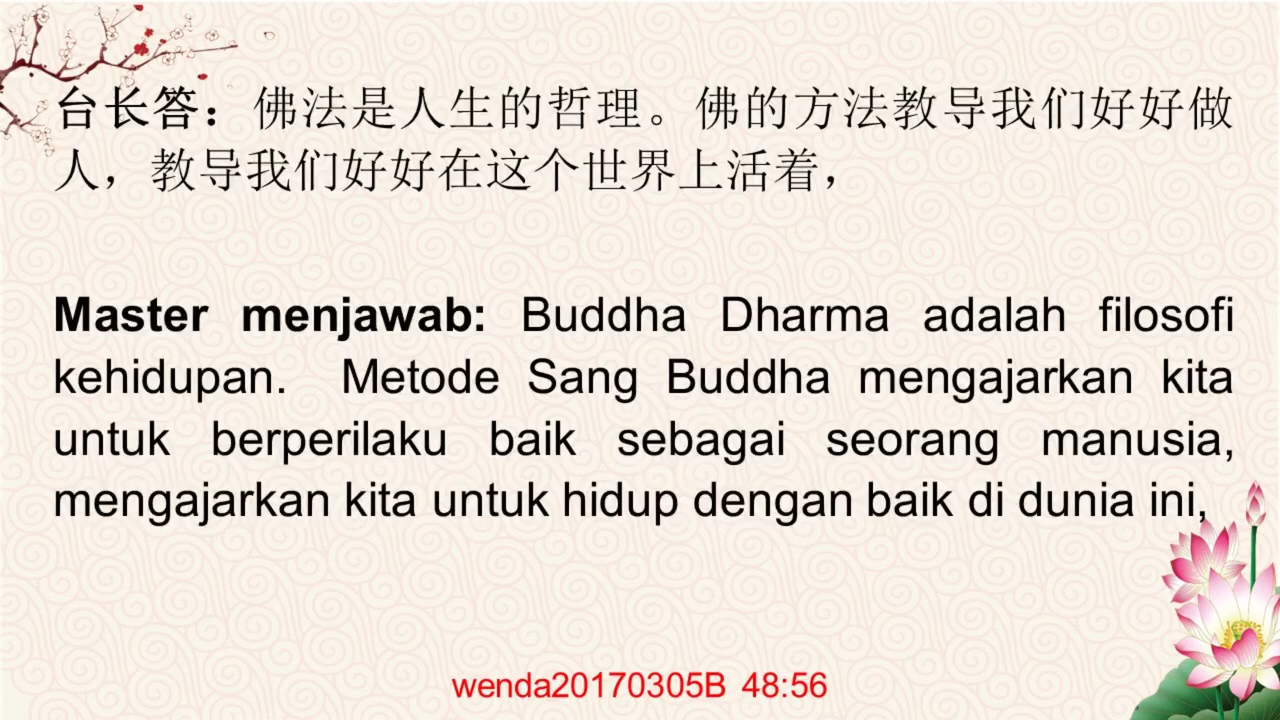 台长答：佛法是人生的哲理。佛的方法教导我们好好做
人，教导我们好好在这个世界上活着，
Master menjawab: Buddha Dharma adalah filosofi
kehidupan.  Metode Sang Buddha mengajarkan kita
untuk berperilaku baik sebagai seorang manusia,
mengajarkan kita untuk hidup dengan baik di dunia ini,
wenda20170305B 48:56